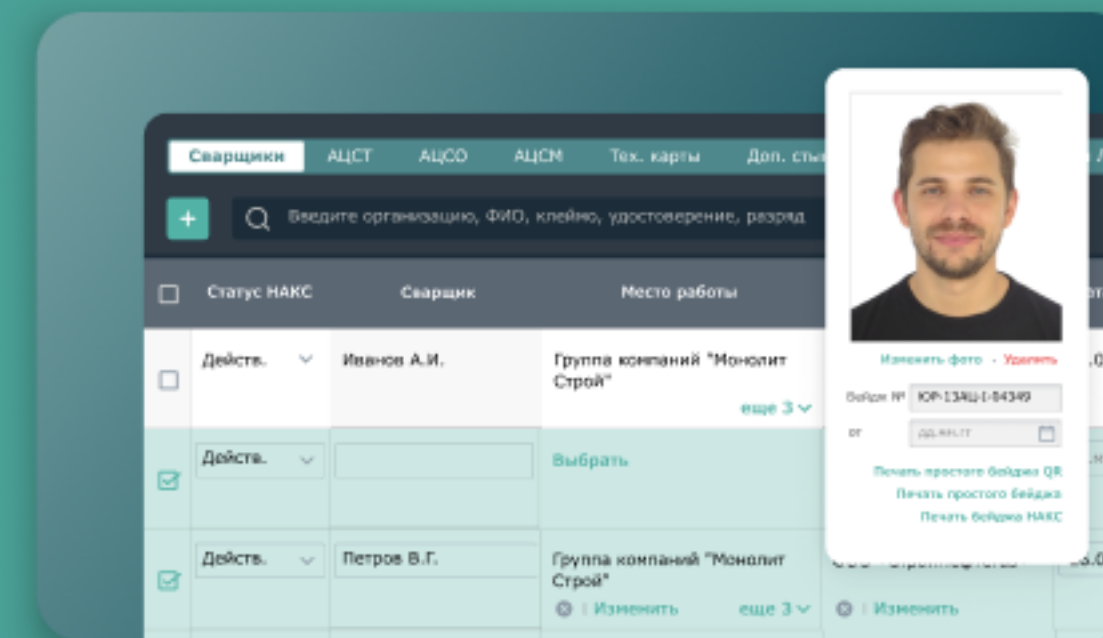 Сварщики АЦСТ АЦСО АЦСМ Тех. карты Доп.
Введите организацию, ФИО, клеймо, удостоверение, разряд
Статус НАКС Сварщик Место работы
Изменить фото - Удалить
Действ. Иванов А.И. Группа компаний "Монолит
Строй"
еще 3
Бейдж № ЮР-13АЦ-I-04349
от дд.мм.гг
Действ. Выбрать
Печать простого бейджа QR
Печать простого бейджа
Печать бейджа НАКС
Действ. Петров В.Г. Группа компаний "Монолит
Строй"
Изменить еще 3 Изменить